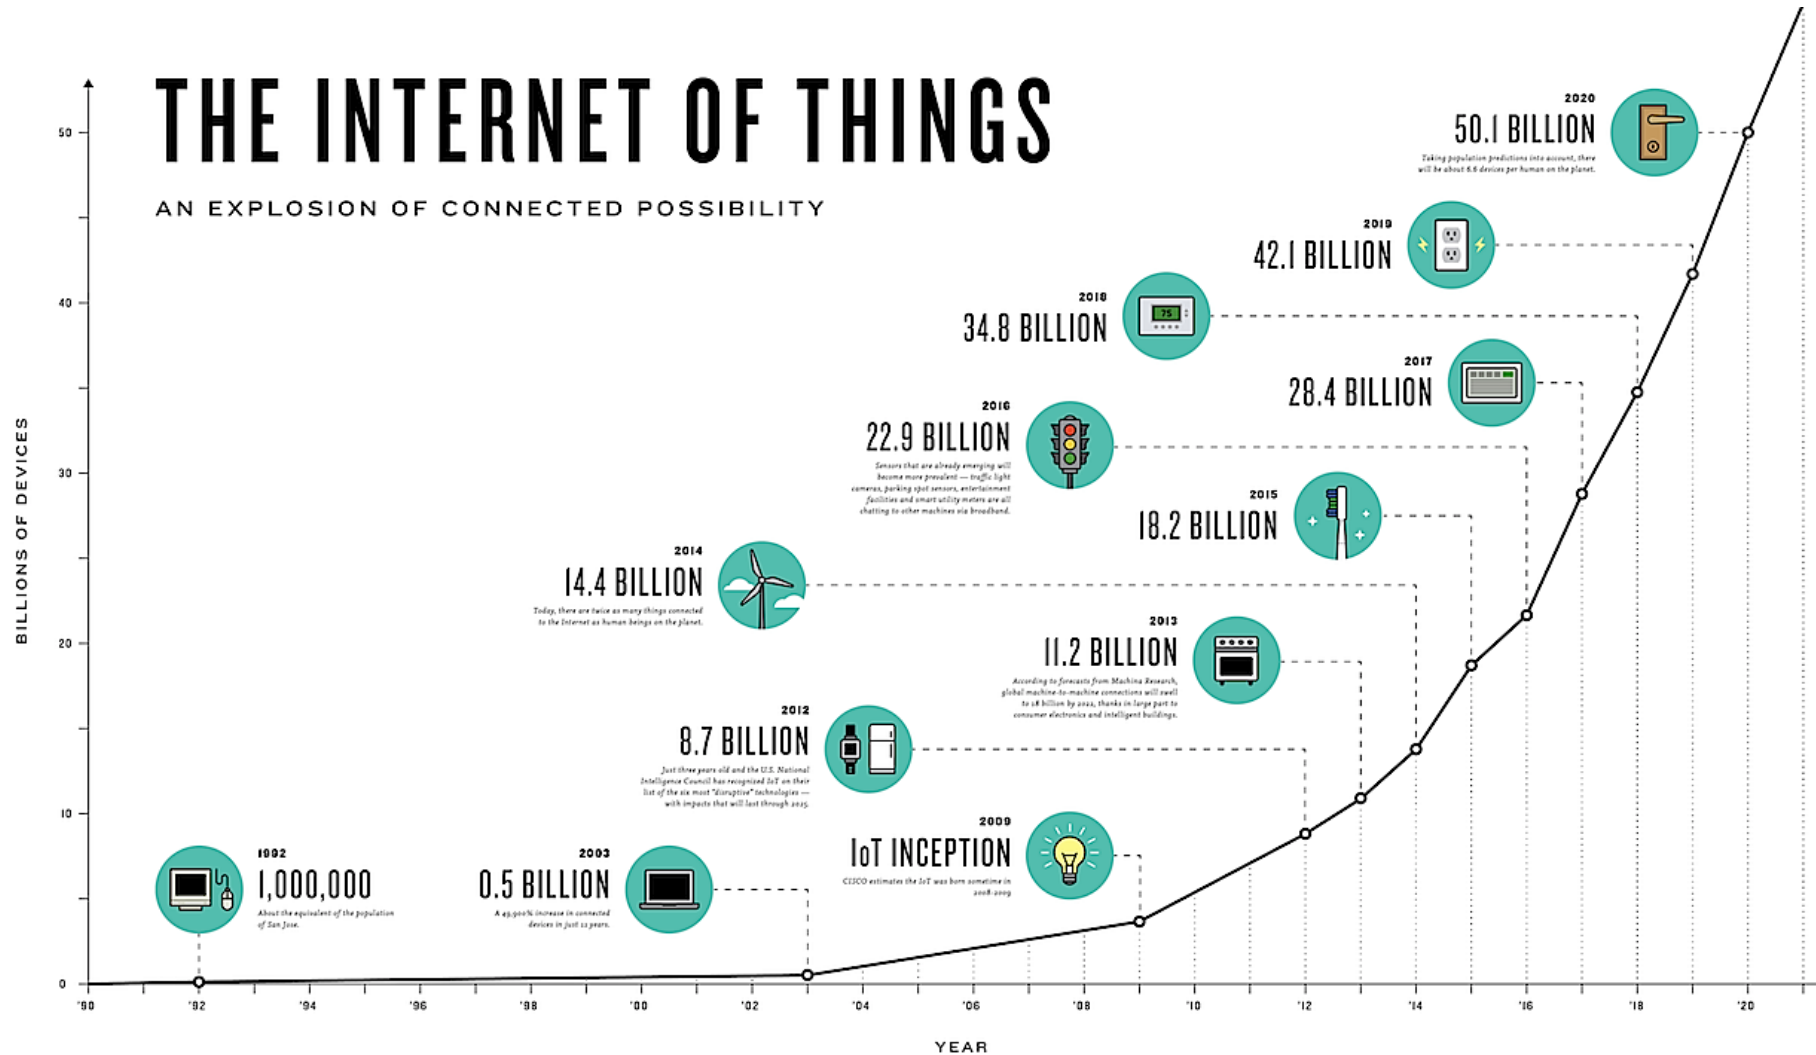 THE INTERNET OF THINGS
AN EXPLOSION OF CONNECTED POSSIBILITY
2020
50.1 BILLION
Taking population predictions into account, there
will be about 6.6 devices per human on the planet.
2019
42.1 BILLION
2018
34.8 BILLION
75
2017
28.4 BILLION
2016
22.9 BILLION
Sensors that are already emerging will
become more prevalent — traffic light
cameras, parking spot sensors, entertainment
facilities and smart utility meters are all
chatting to other machines via broadband.
2015
18.2 BILLION
2014
14.4 BILLION
Today, there are twice as many things connected
to the Internet as human beings on the planet.
2013
11.2 BILLION
According to forecasts from Machina Research,
global machine-to-machine connections will swell
to 18 billion by 2022, thanks in large part to
consumer electronics and intelligent buildings.
2012
8.7 BILLION
Just three years old and the U.S. National
Intelligence Council has recognized IoT on their
list of the six most "disruptive" technologies —
with impacts that will last through 2025.
2009
IoT INCEPTION
CISCO estimates the IoT was born sometime in
2008-2009
2003
0.5 BILLION
A 49,900% increase in connected
devices in just 11 years.
1992
1,000,000
About the equivalent of the population
of San Jose.
BILLIONS OF DEVICES
50
40
30
20
10
0
'90 '92 '94 '96 '98 '00 '02 '04 '06 '08 '10 '12 '14 '16 '18 '20
YEAR